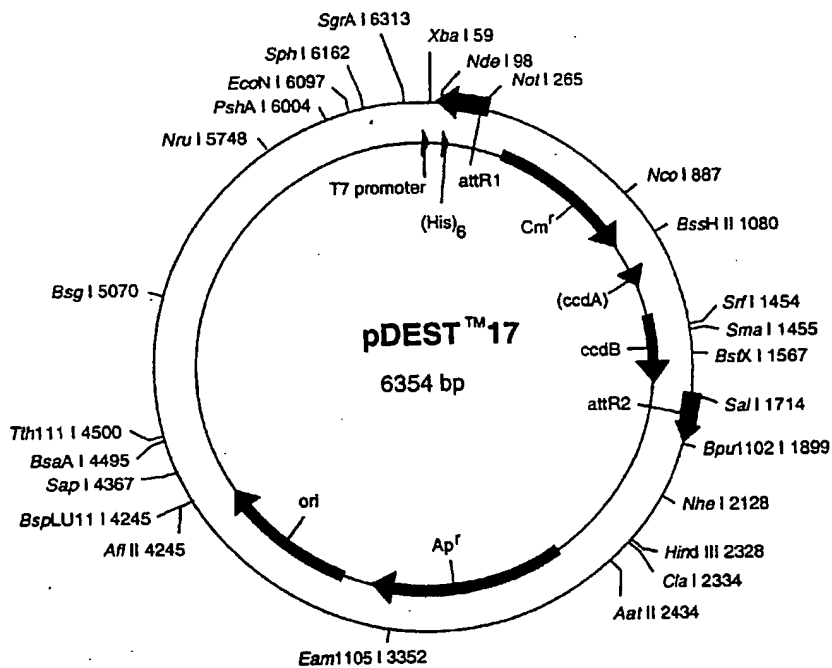 SgrA I 6313
Xba I 59
Nde I 98
Not I 265
Sph I 6162
EcoN I 6097
PshA I 6004
Nru I 5748
T7 promoter
(His)6
attR1
Cmʳ
Nco I 887
BssH II 1080
(ccdA)
Bsg I 5070
pDEST™17
6354 bp
ccdB
Srf I 1454
Sma I 1455
BstX I 1567
attR2
Sal I 1714
Bpu1102 I 1899
Tth111 I 4500
BsaA I 4495
Sap I 4367
BspLU11 I 4245
Afl II 4245
ori
Apʳ
Nhe I 2128
Hind III 2328
Cla I 2334
Aat II 2434
Eam1105 I 3352